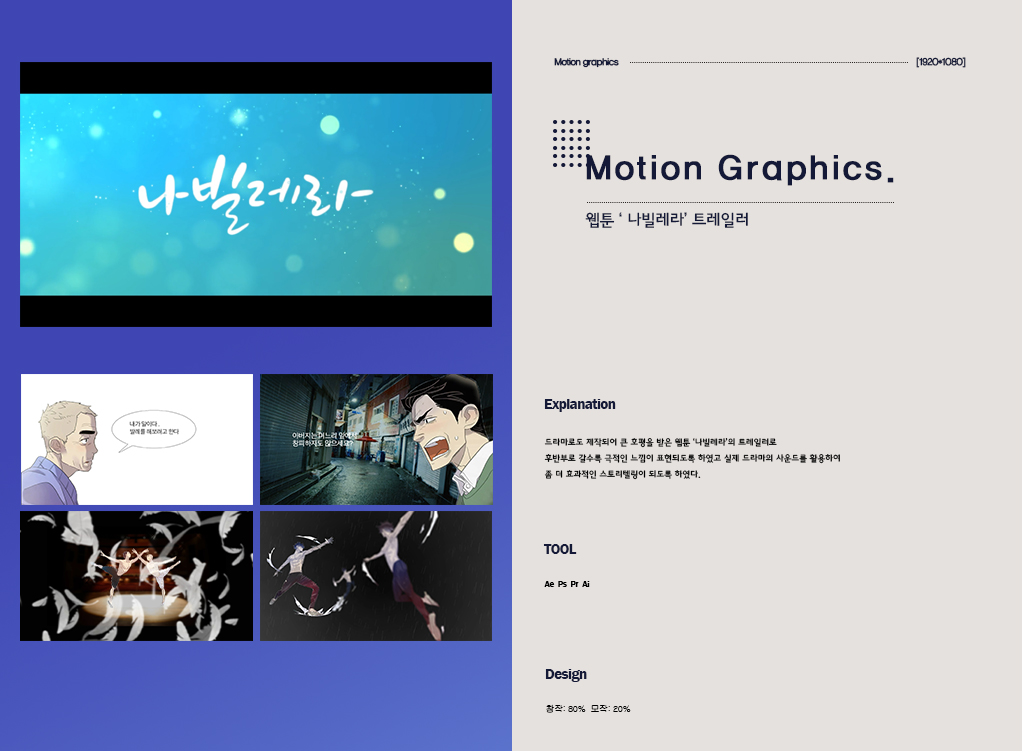 나빌레라
내가 말이다..
발레를 해보려고 한다
아버지는 며느리 앞에서
창피하지도 않으세요?
Motion graphics
[1920*1080]
Motion Graphics.
웹툰 ‘ 나빌레라’ 트레일러
Explanation
드라마로도 제작되어 큰 호평을 받은 웹툰 ‘나빌레라’의 트레일러로
후반부로 갈수록 극적인 느낌이 표현되도록 하였고 실제 드라마의 사운드를 활용하여
좀 더 효과적인 스토리텔링이 되도록 하였다.
TOOL
Ae Ps Pr Ai
Design
창작: 80% 모작: 20%